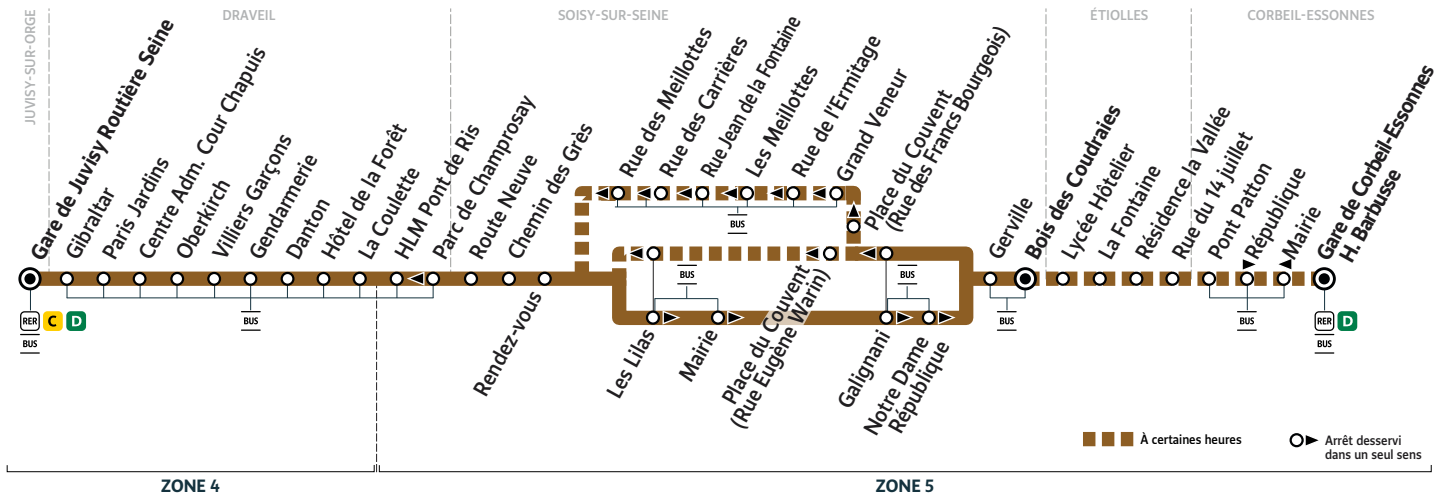 JUVISY-SUR-ORGE
DRAVEIL
SOISY-SUR-SEINE
ÉTIOLLES
CORBEIL-ESSONNES
Gare de Juvisy Routière Seine
Gibraltar
Paris Jardins
Centre Adm. Cour Chapuis
Oberkirch
Villiers Garçons
Gendarmerie
Danton
Hôtel de la Forêt
La Coulette
HLM Pont de Ris
Parc de Champrosay
Route Neuve
Chemin des Grès
Rendez-vous
Rue des Meillottes
Rue des Carrières
Rue Jean de la Fontaine
Les Meillottes
Rue de l'Ermitage
Grand Veneur
Place du Couvent
(Rue des Francs Bourgeois)
BUS
Les Lilas
Mairie
Place du Couvent
(Rue Eugène Warin)
Galignani
Notre Dame
République
BUS
BUS
Gerville
Bois des Coudraies
Lycée Hôtelier
La Fontaine
Résidence la Vallée
Rue du 14 juillet
Pont Patton
République
Mairie
Gare de Corbeil-Essonnes
H. Barbusse
RER C D
BUS
BUS
BUS
BUS
RER D
BUS
À certaines heures
Arrêt desservi
dans un seul sens
ZONE 4
ZONE 5